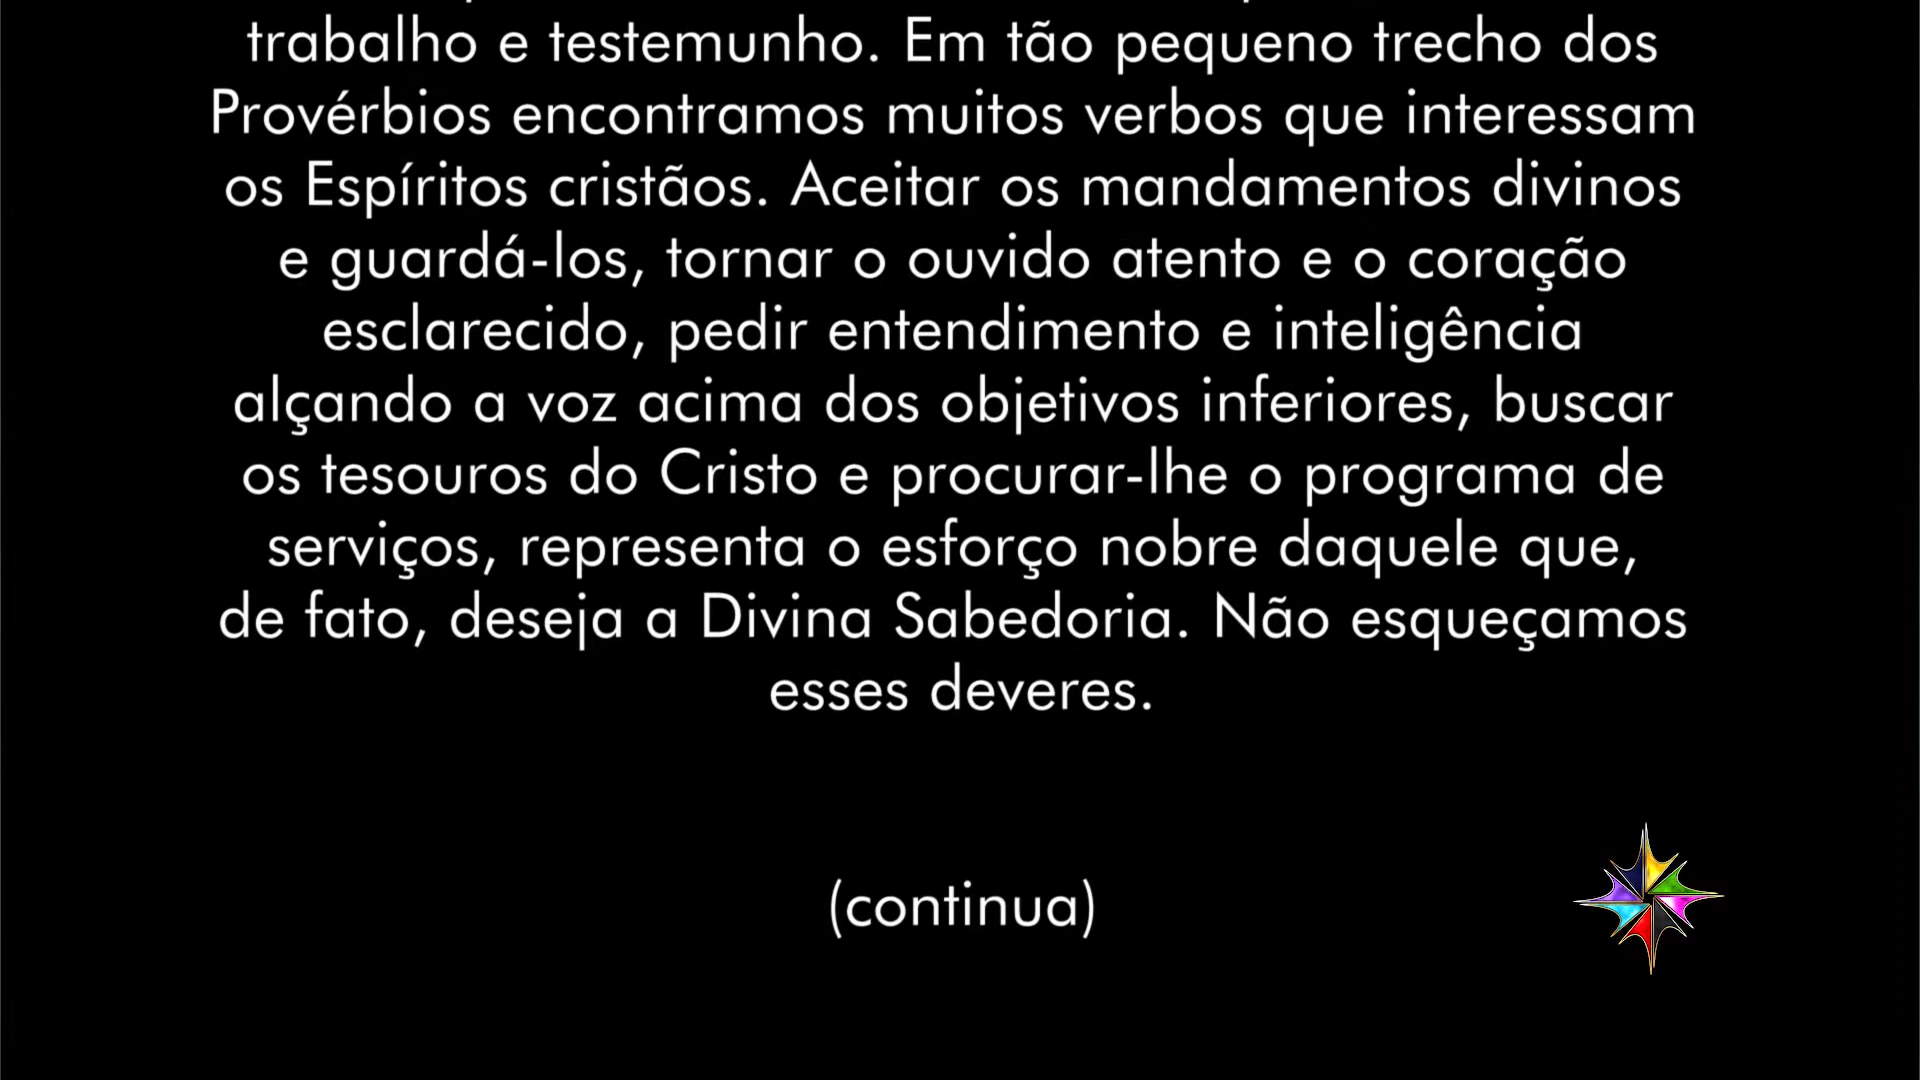 trabalho e testemunho. Em tão pequeno trecho dos
Provérbios encontramos muitos verbos que interessam
os Espíritos cristãos. Aceitar os mandamentos divinos
e guardá-los, tornar o ouvido atento e o coração
esclarecido, pedir entendimento e inteligência
alçando a voz acima dos objetivos inferiores, buscar
os tesouros do Cristo e procurar-lhe o programa de
serviços, representa o esforço nobre daquele que,
de fato, deseja a Divina Sabedoria. Não esqueçamos
esses deveres.
(continua)